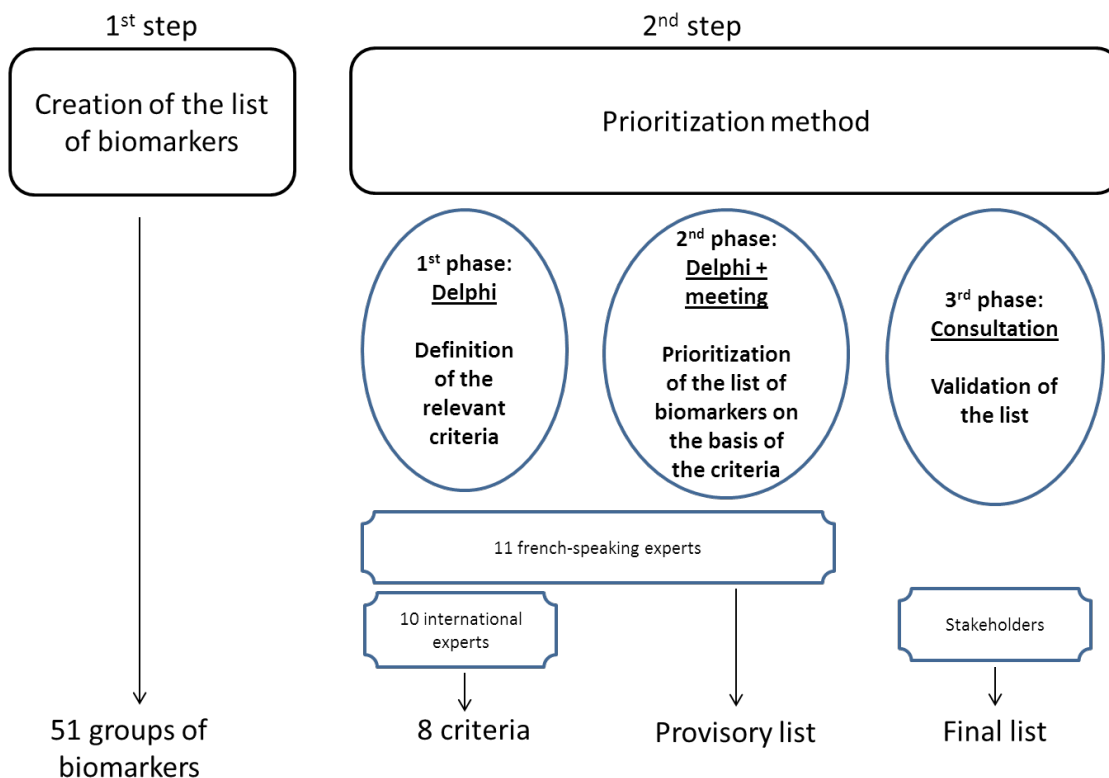 1st step
Creation of the list
of biomarkers
51 groups of
biomarkers
2nd step
Prioritization method
1st phase:
Delphi
Definition
of the
relevant
criteria
2nd phase:
Delphi +
meeting
Prioritization
of the list of
biomarkers on
the basis of
the criteria
3rd phase:
Consultation
Validation of
the list
11 french-speaking experts
10 international
experts
Stakeholders
8 criteria
Provisory list
Final list